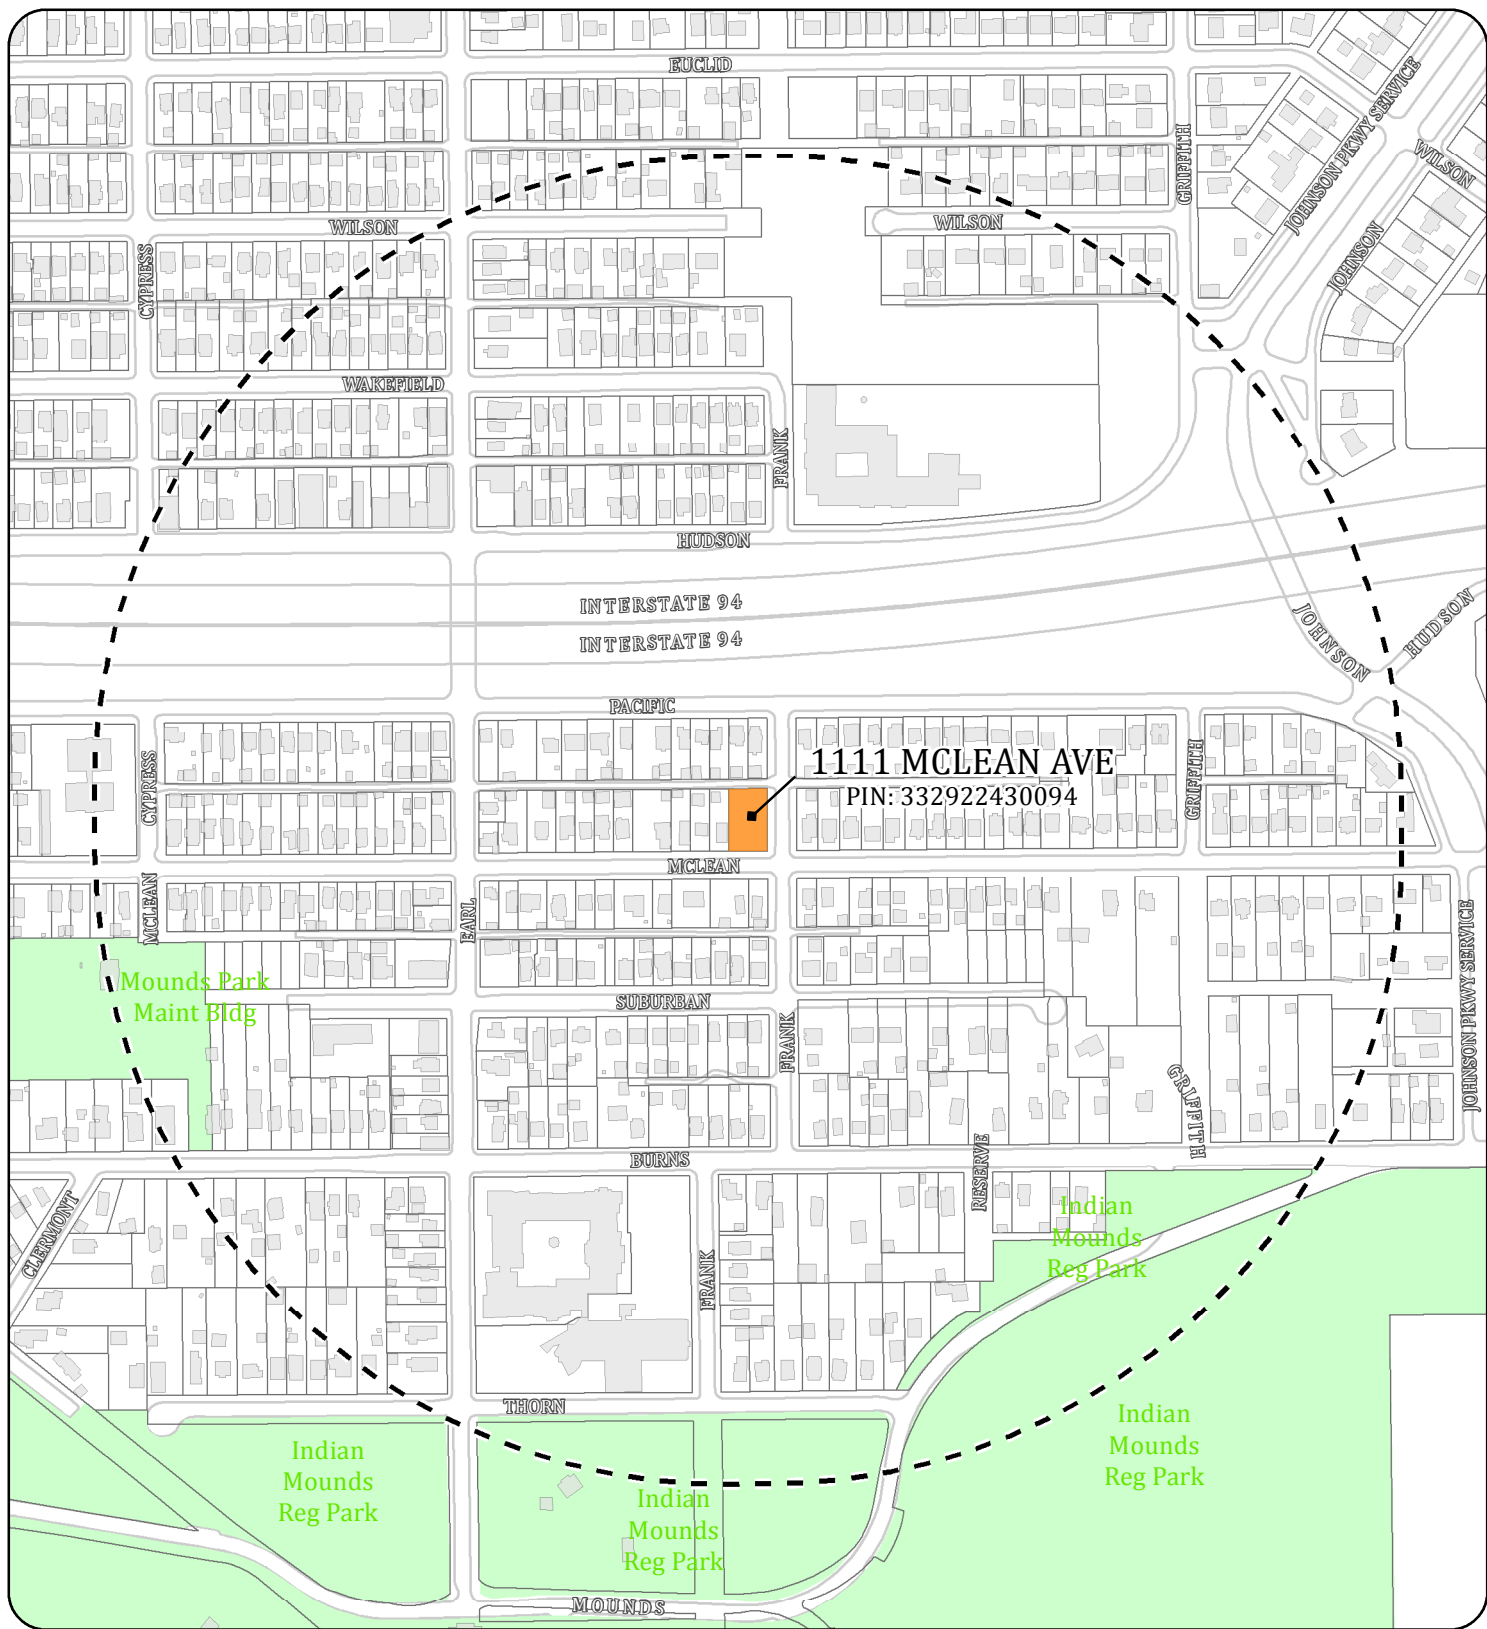 EUCLID
GRIFFITH
JOHNSON PKWY SERVICE
WILSON
WILSON
WILSON
CYPRESS
JOHNSON
WAKEFIELD
FRANK
HUDSON
INTERSTATE 94
INTERSTATE 94
JOHNSON
HUDSON
PACIFIC
CYPRESS
1111 MCLEAN AVE
PIN: 332922430094
GRIFFITH
MCLEAN
MCLEAN
EARL
JOHNSON PKWY SERVICE
Mounds Park
Maint Bldg
SUBURBAN
FRANK
GRIFFITH
BURNS
RESERVE
CLERMONT
FRANK
Indian
Mounds
Reg Park
THORN
Indian
Mounds
Reg Park
Indian
Mounds
Reg Park
Indian
Mounds
Reg Park
MOUNDS